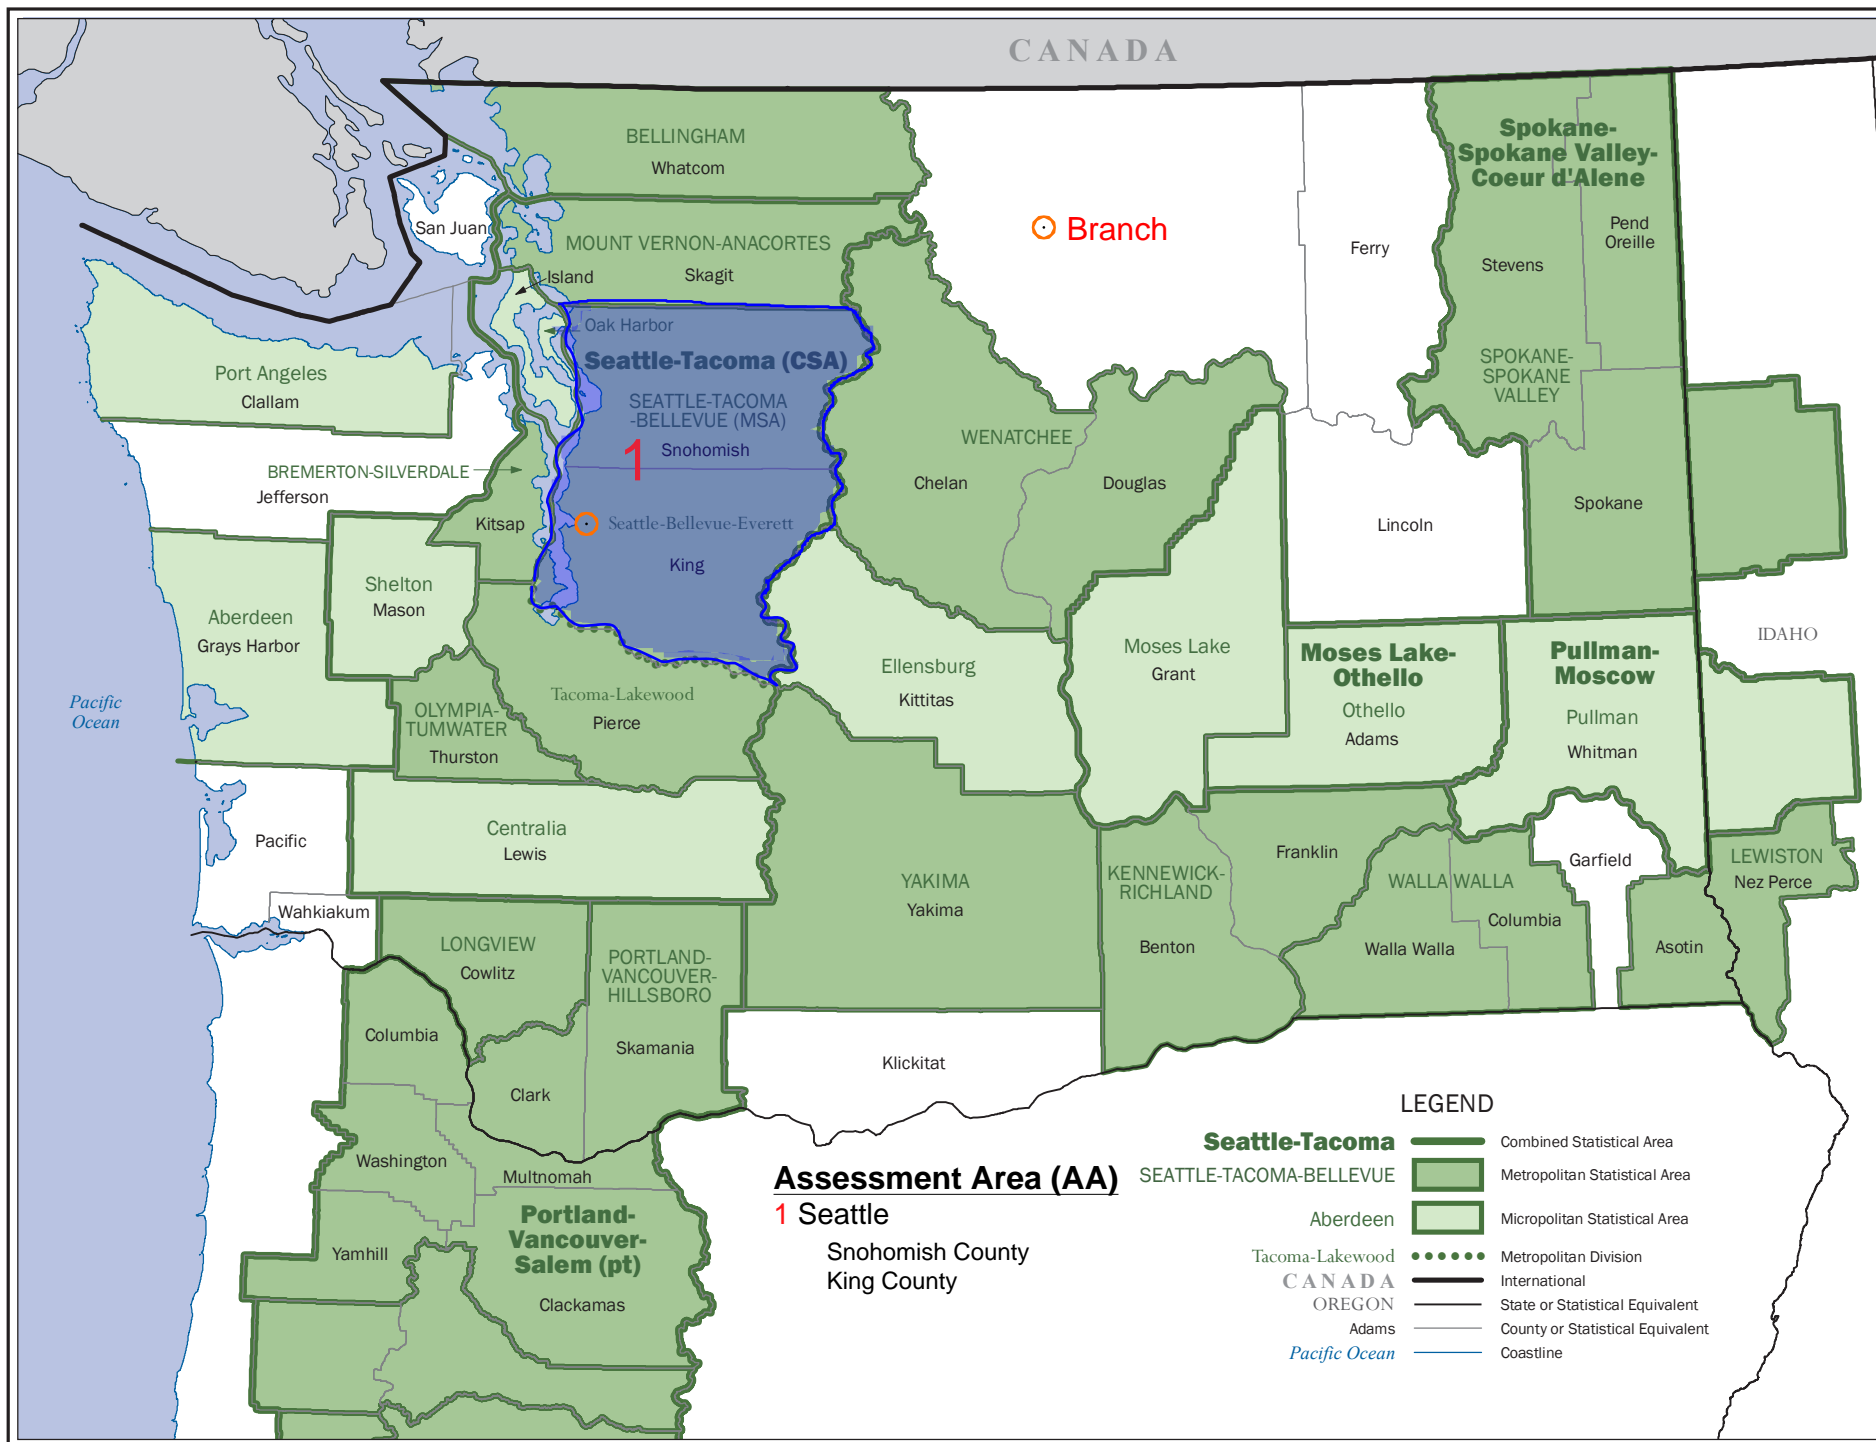 CANADA
BELLINGHAM
Whatcom
San Juan
MOUNT VERNON-ANACORTES
Skagit
Island
Oak Harbor
Branch
Ferry
Spokane-
Spokane Valley-
Coeur d'Alene
Pend
Oreille
Stevens
SPOKANE-
SPOKANE
VALLEY
Spokane
Port Angeles
Clallam
Seattle-Tacoma (CSA)
SEATTLE-TACOMA
-BELLEVUE (MSA)
1
Snohomish
Seattle-Bellevue-Everett
King
BREMERTON-SILVERDALE
Jefferson
Kitsap
WENATCHEE
Chelan
Douglas
Lincoln
Shelton
Mason
Aberdeen
Grays Harbor
Pacific
Ocean
OLYMPIA-
TUMWATER
Thurston
Tacoma-Lakewood
Pierce
Ellensburg
Kittitas
Moses Lake
Grant
Moses Lake-
Othello
Othello
Adams
Pullman-
Moscow
Pullman
Whitman
IDAHO
Pacific
Centralia
Lewis
Wahkiakum
LONGVIEW
Cowlitz
PORTLAND-
VANCOUVER-
HILLSBORO
Skamania
YAKIMA
Yakima
KENNEWICK-
RICHLAND
Benton
Franklin
WALLA WALLA
Walla Walla
Columbia
Garfield
Asotin
LEWISTON
Nez Perce
Columbia
Clark
Klickitat
Washington
Multnomah
Yamhill
Portland-
Vancouver-
Salem (pt)
Clackamas
Assessment Area (AA)
1 Seattle
Snohomish County
King County
LEGEND
Seattle-Tacoma Combined Statistical Area
SEATTLE-TACOMA-BELLEVUE Metropolitan Statistical Area
Aberdeen Micropolitan Statistical Area
Tacoma-Lakewood Metropolitan Division
CANADA International
OREGON State or Statistical Equivalent
Adams County or Statistical Equivalent
Pacific Ocean Coastline